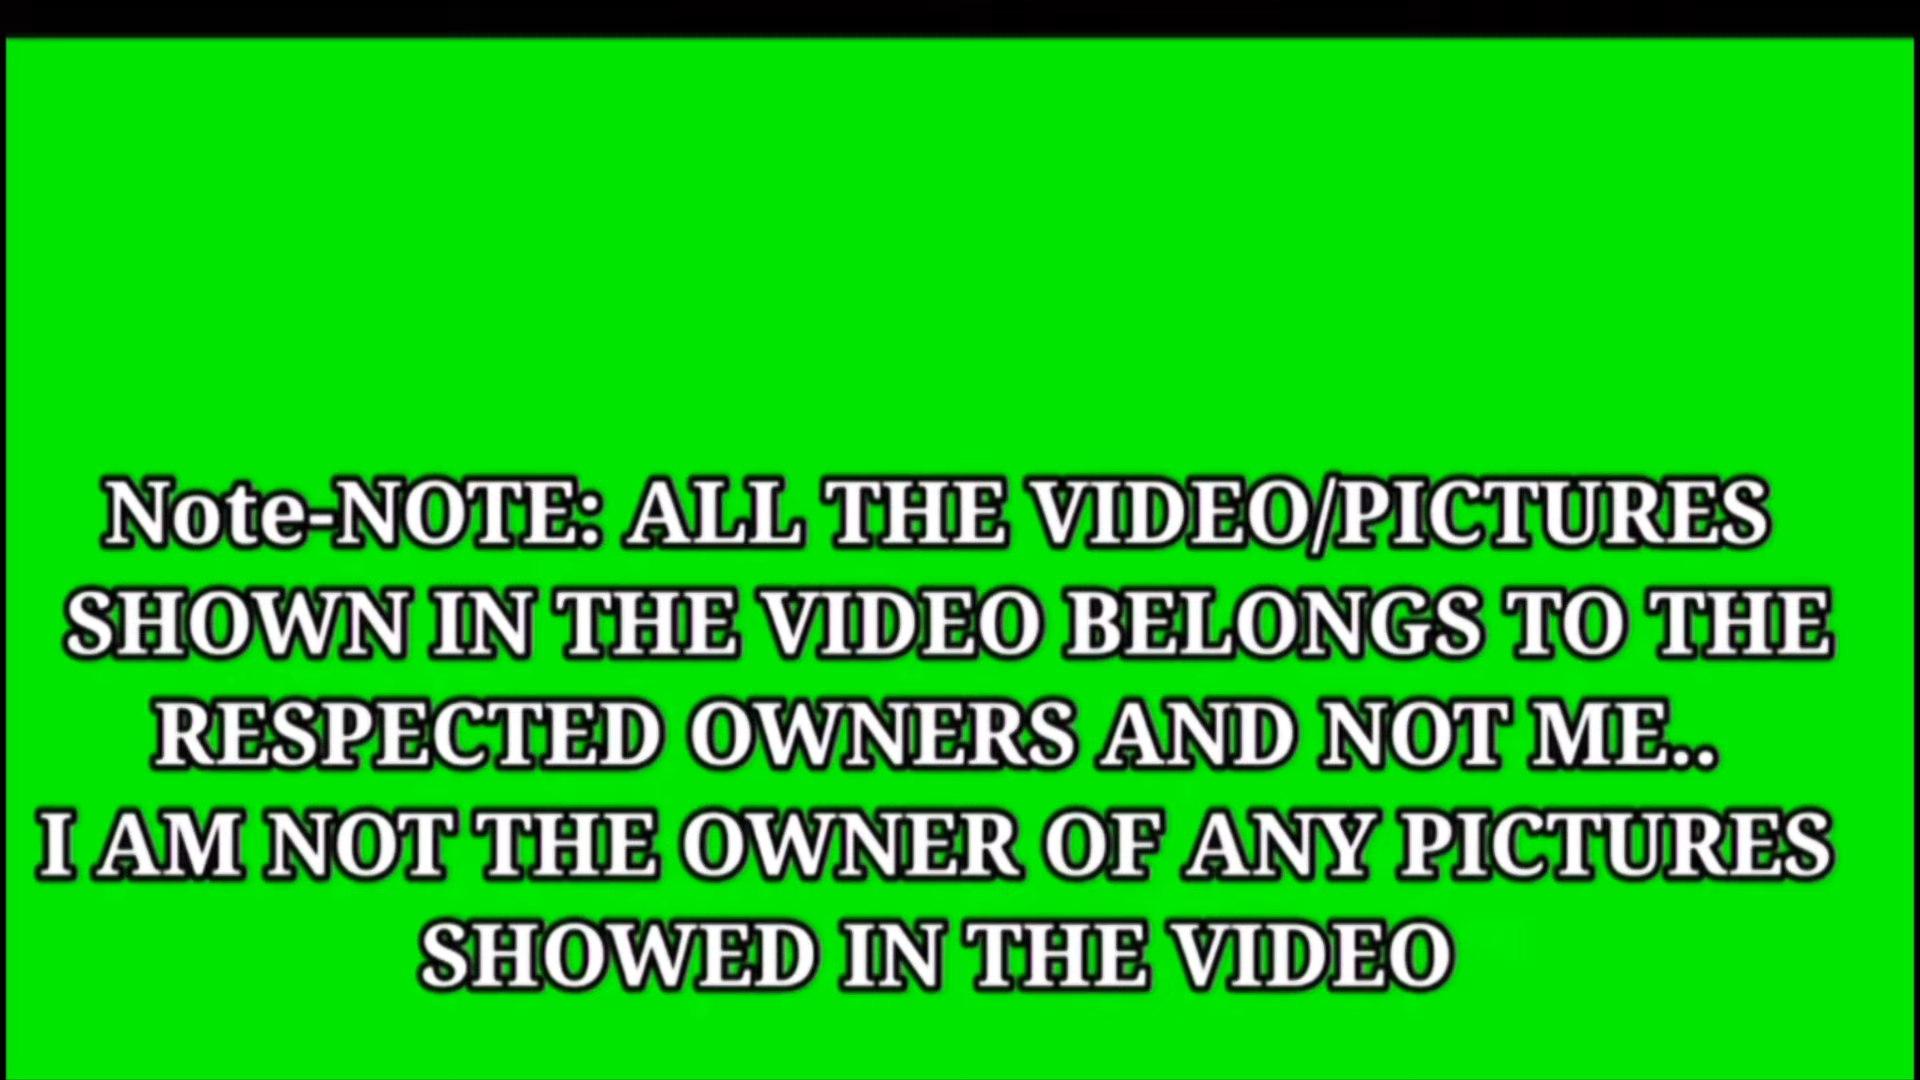 Note-NOTE: ALL THE VIDEO/PICTURES
SHOWN IN THE VIDEO BELONGS TO THE
RESPECTED OWNERS AND NOT ME..
I AM NOT THE OWNER OF ANY PICTURES
SHOWED IN THE VIDEO